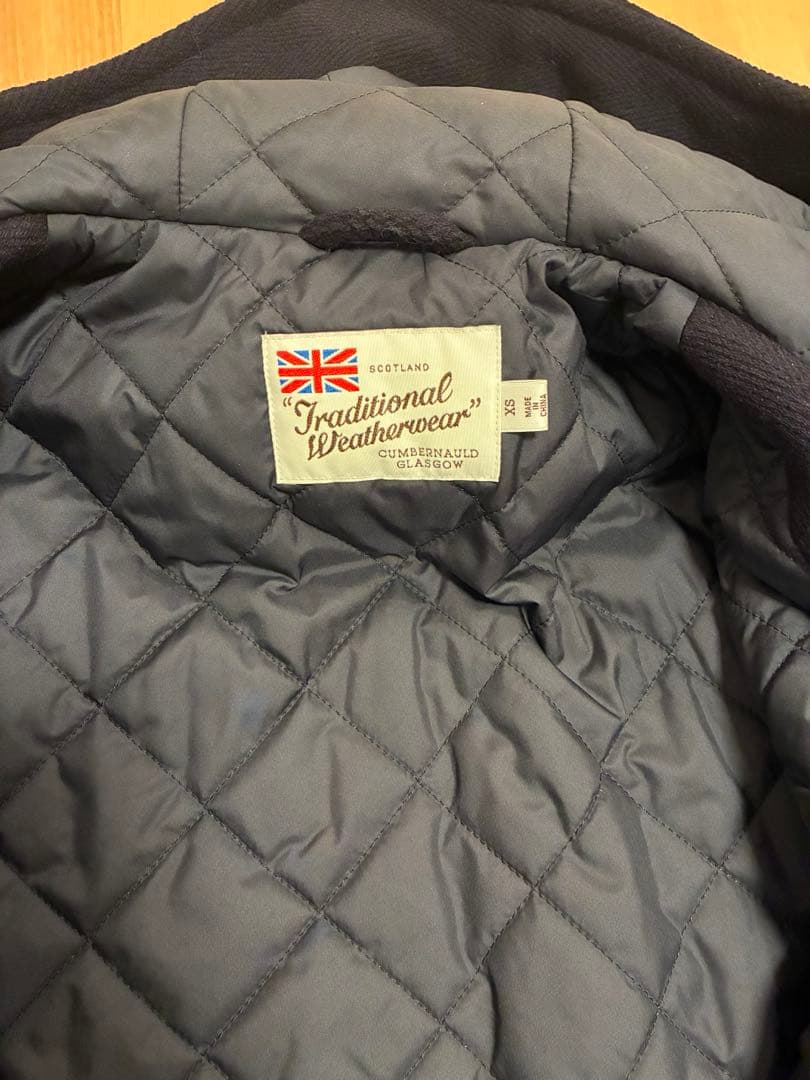 SCOTLAND
"Traditional
Weatherwear"
CUMBERNAULD
GLASGOW
XS
MADE
IN
CHINA